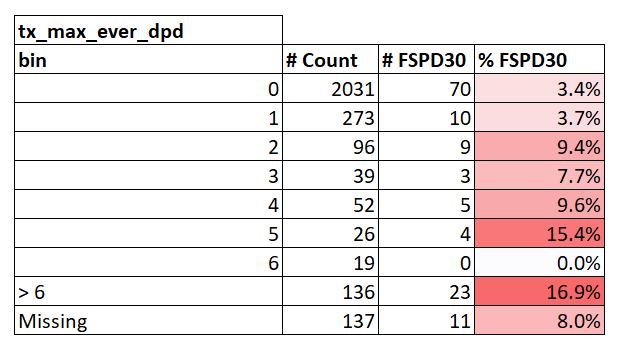 tx_max_ever_dpd
bin # Count # FSPD30 % FSPD30
0 2031 70 3.4%
1 273 10 3.7%
2 96 9 9.4%
3 39 3 7.7%
4 52 5 9.6%
5 26 4 15.4%
6 19 0 0.0%
> 6 136 23 16.9%
Missing 137 11 8.0%